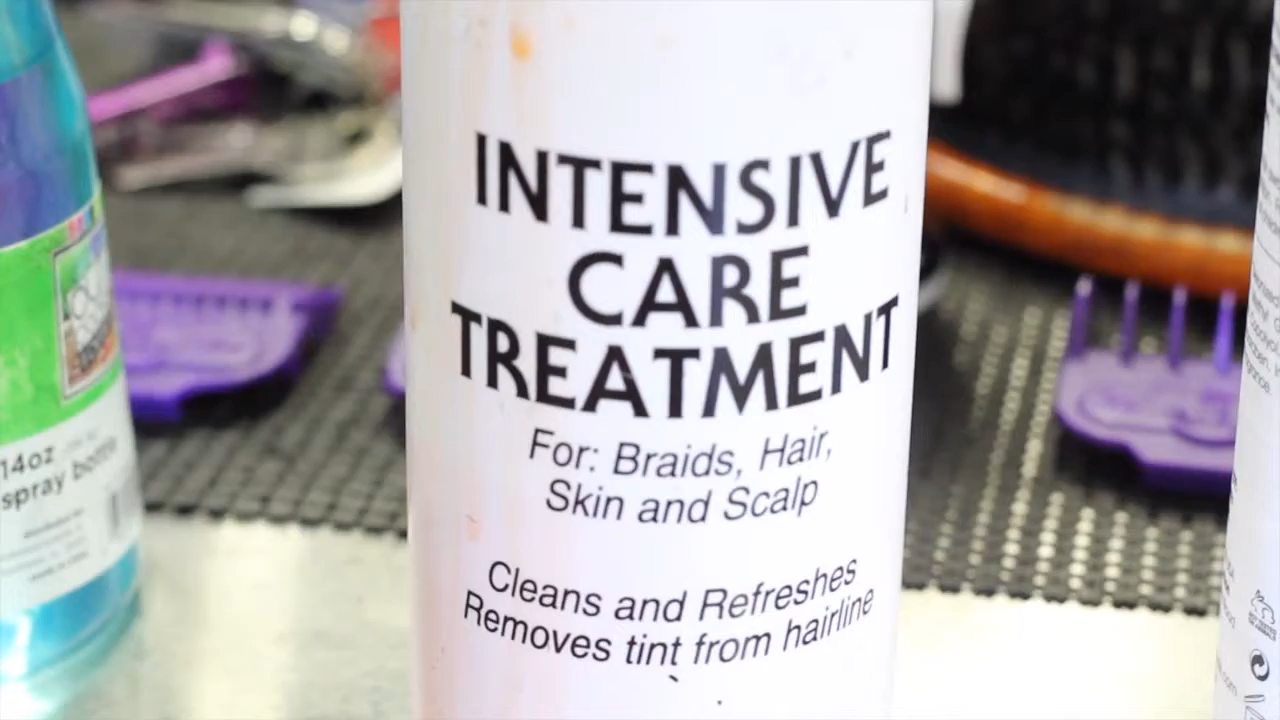 INTENSIVE
CARE
TREATMENT
For: Braids, Hair,
Skin and Scalp
Cleans and Refreshes
Removes tint from hairline
14oz
spray bottle